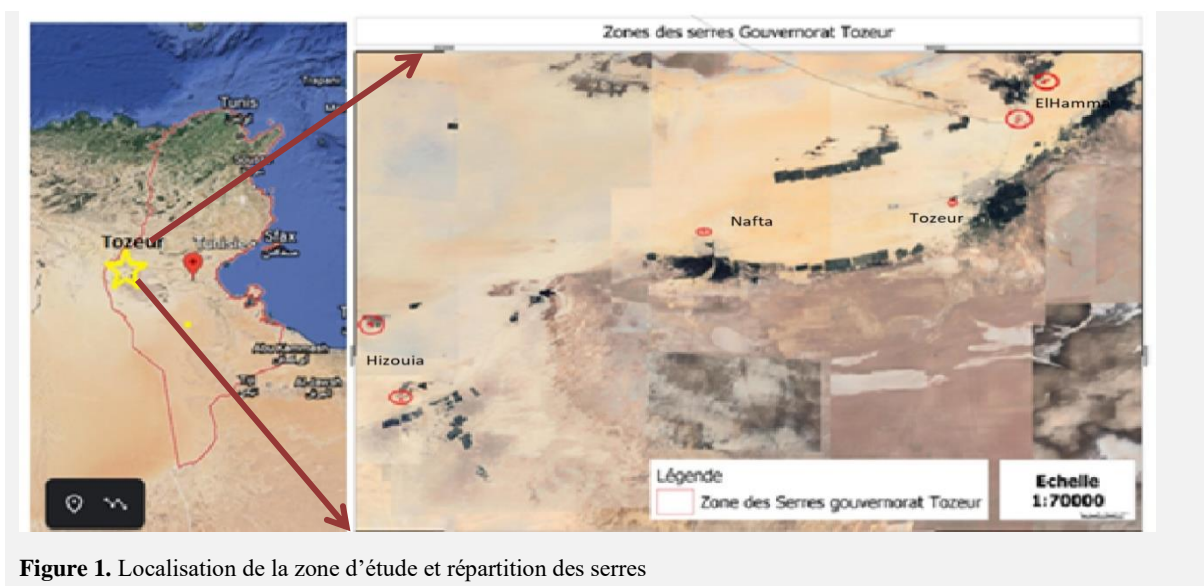 Zones des serres Gouvernorat Tozeur
Tunis
Tozeur
Sfax
صفاقس
ElHamma
Nafta
Tozeur
Hizouia
Légende
Zone des Serres gouvernorat Tozeur
Echelle
1:70000
Figure 1. Localisation de la zone d’étude et répartition des serres